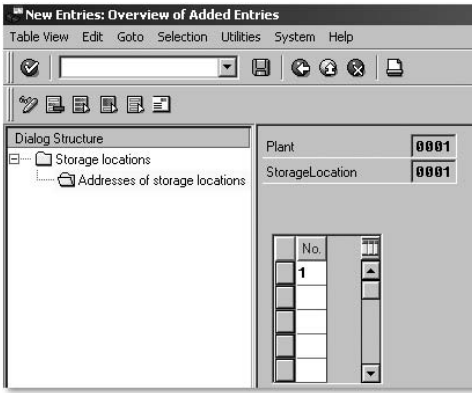 New Entries: Overview of Added Entries
Table View Edit Goto Selection Utilities System Help
Dialog Structure
Storage locations
Addresses of storage locations
Plant 0001
StorageLocation 0001
No.
1